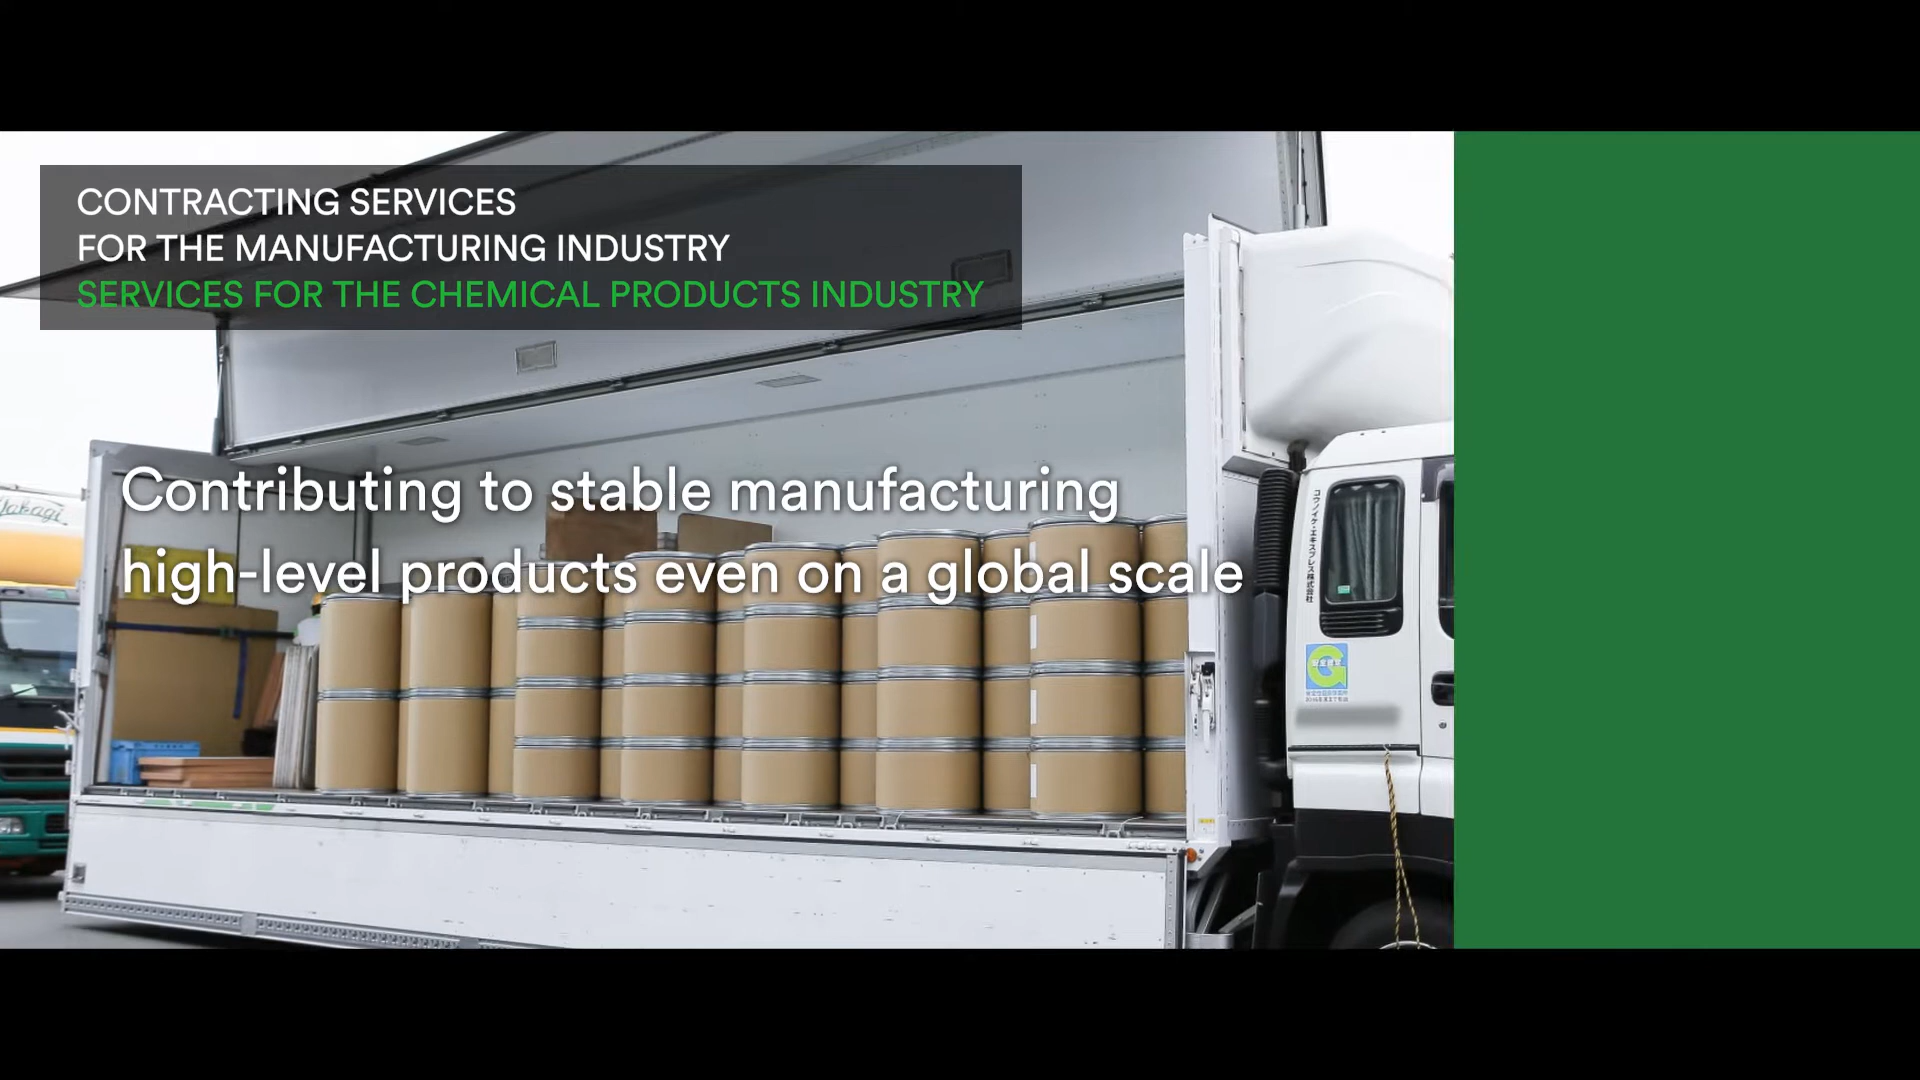 CONTRACTING SERVICES
FOR THE MANUFACTURING INDUSTRY
SERVICES FOR THE CHEMICAL PRODUCTS INDUSTRY
Contributing to stable manufacturing
high-level products even on a global scale
コウノイケ・エキスプレス株式会社
G